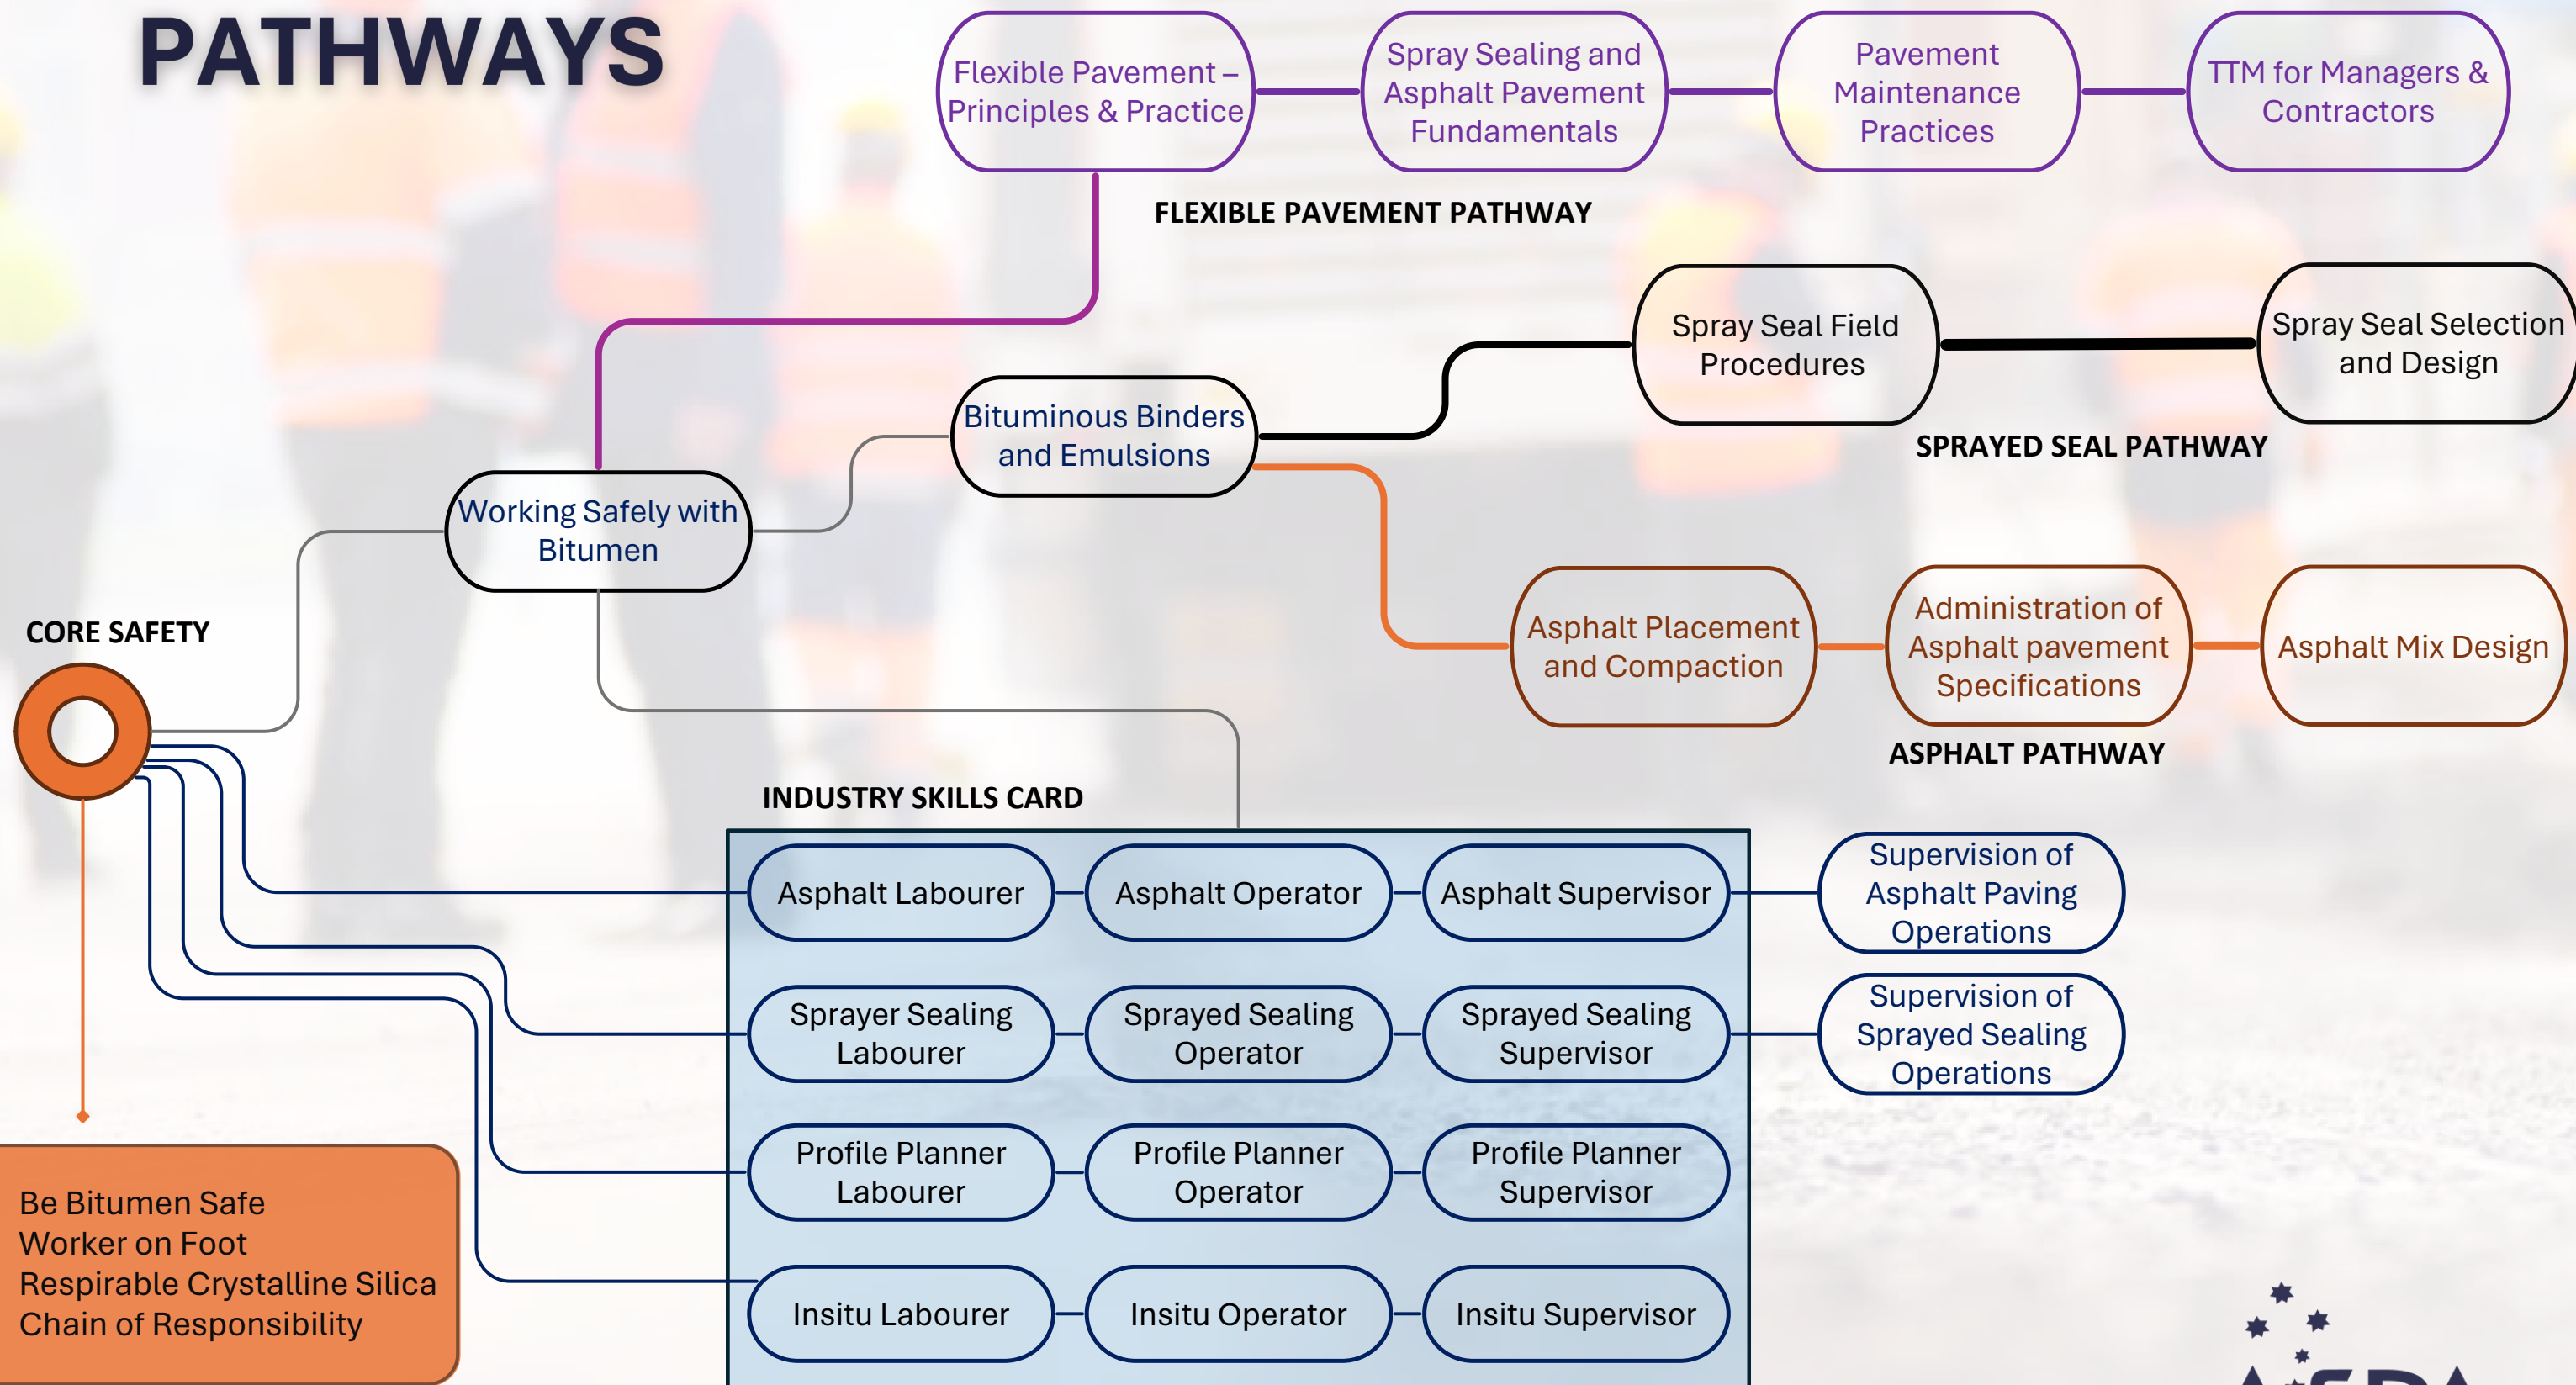 PATHWAYS
Flexible Pavement –
Principles & Practice
Spray Sealing and
Asphalt Pavement
Fundamentals
Pavement
Maintenance
Practices
TTM for Managers &
Contractors
FLEXIBLE PAVEMENT PATHWAY
Spray Seal Field
Procedures
Spray Seal Selection
and Design
SPRAYED SEAL PATHWAY
Bituminous Binders
and Emulsions
Working Safely with
Bitumen
Asphalt Placement
and Compaction
Administration of
Asphalt pavement
Specifications
Asphalt Mix Design
ASPHALT PATHWAY
CORE SAFETY
INDUSTRY SKILLS CARD
Asphalt Labourer
Asphalt Operator
Asphalt Supervisor
Supervision of
Asphalt Paving
Operations
Sprayer Sealing
Labourer
Sprayed Sealing
Operator
Sprayed Sealing
Supervisor
Supervision of
Sprayed Sealing
Operations
Profile Planner
Labourer
Profile Planner
Operator
Profile Planner
Supervisor
Insitu Labourer
Insitu Operator
Insitu Supervisor
Be Bitumen Safe
Worker on Foot
Respirable Crystalline Silica
Chain of Responsibility